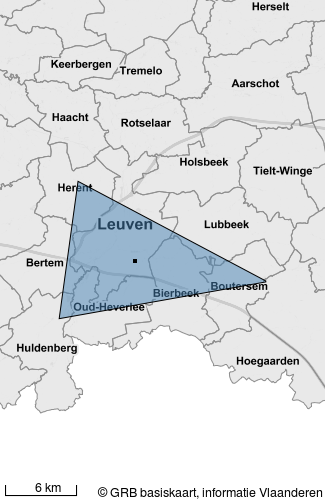 Herselt
Keerbergen
Tremelo
Aarschot
Haacht
Rotselaar
Holsbeek
Tielt-Winge
Herent
Leuven
Lubbeek
Bertem
Boutersem
Bierbeek
Oud-Heverlee
Huldenberg
Hoegaarden
6 km
© GRB basiskaart, informatie Vlaanderen